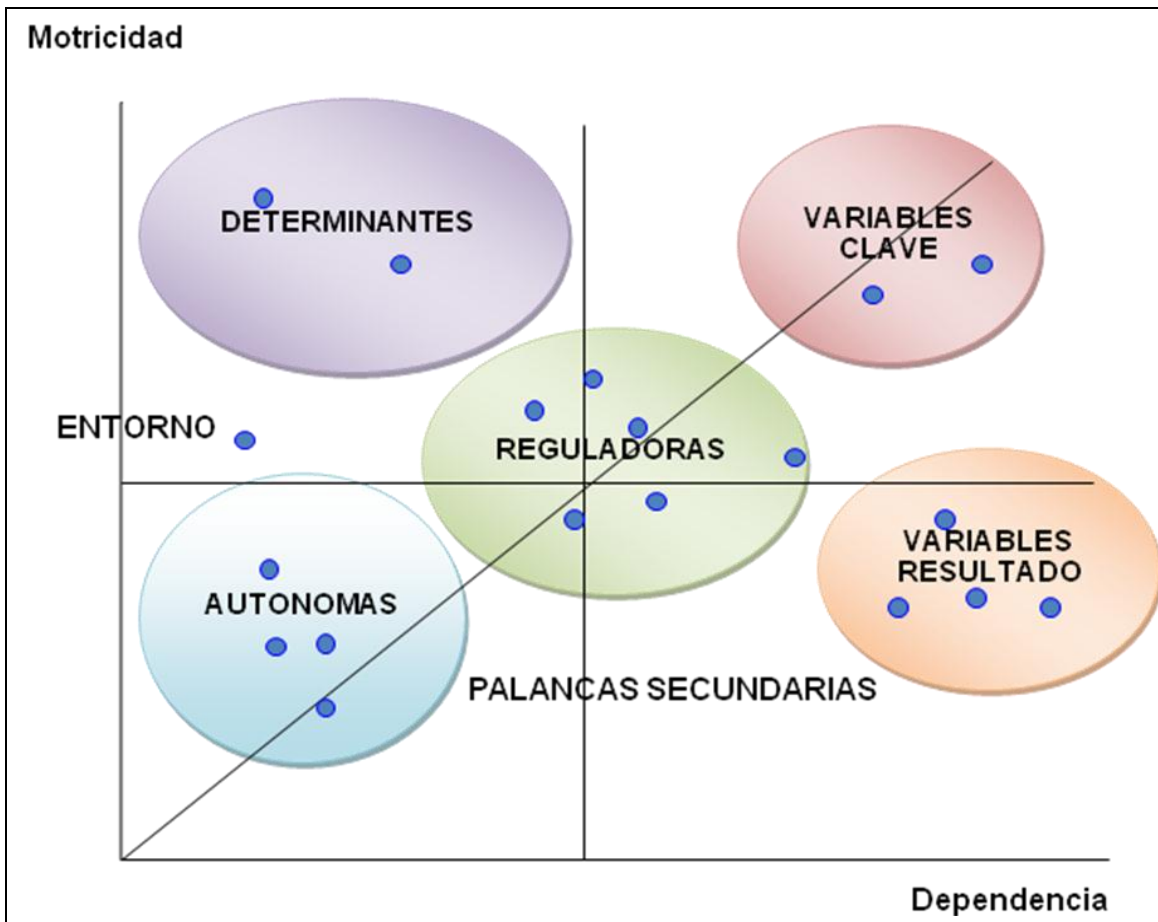 Motricidad
DETERMINANTES
VARIABLES
CLAVE
ENTORNO
REGULADORAS
VARIABLES
RESULTADO
AUTONOMAS
PALANCAS SECUNDARIAS
Dependencia